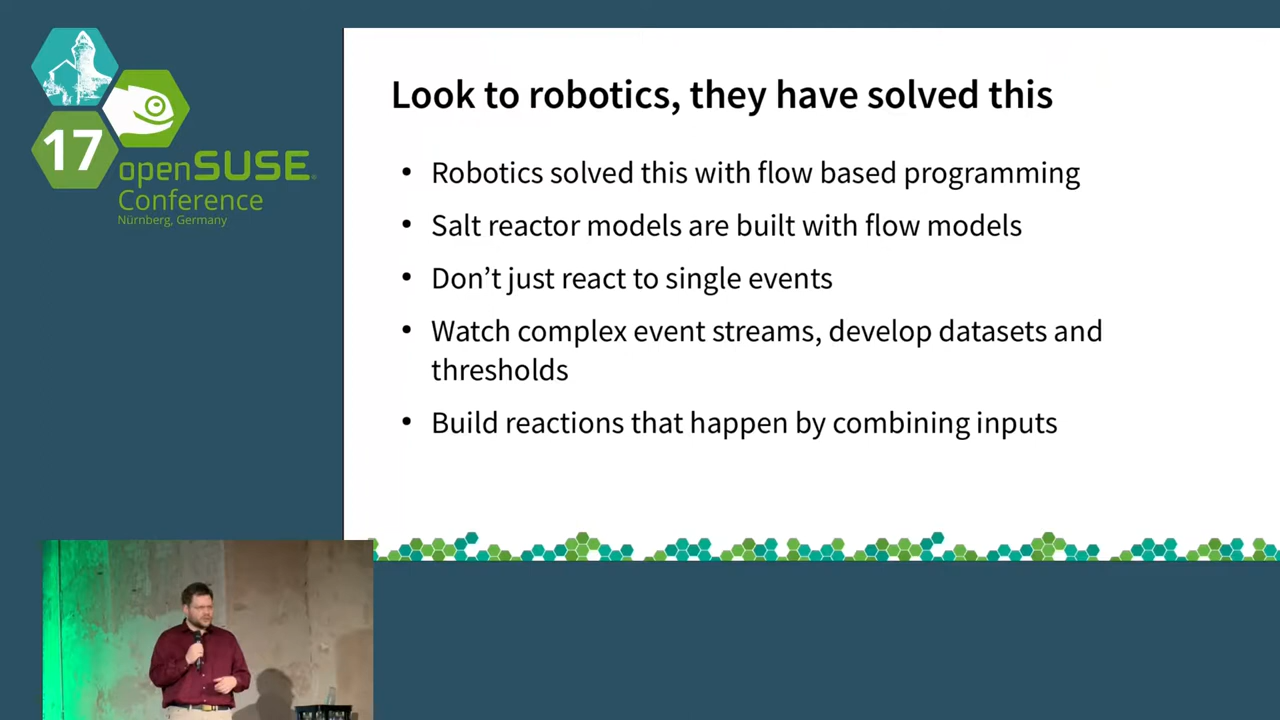 17
openSUSE®
Conference
Nürnberg, Germany
Look to robotics, they have solved this
• Robotics solved this with flow based programming
• Salt reactor models are built with flow models
• Don’t just react to single events
• Watch complex event streams, develop datasets and
thresholds
• Build reactions that happen by combining inputs